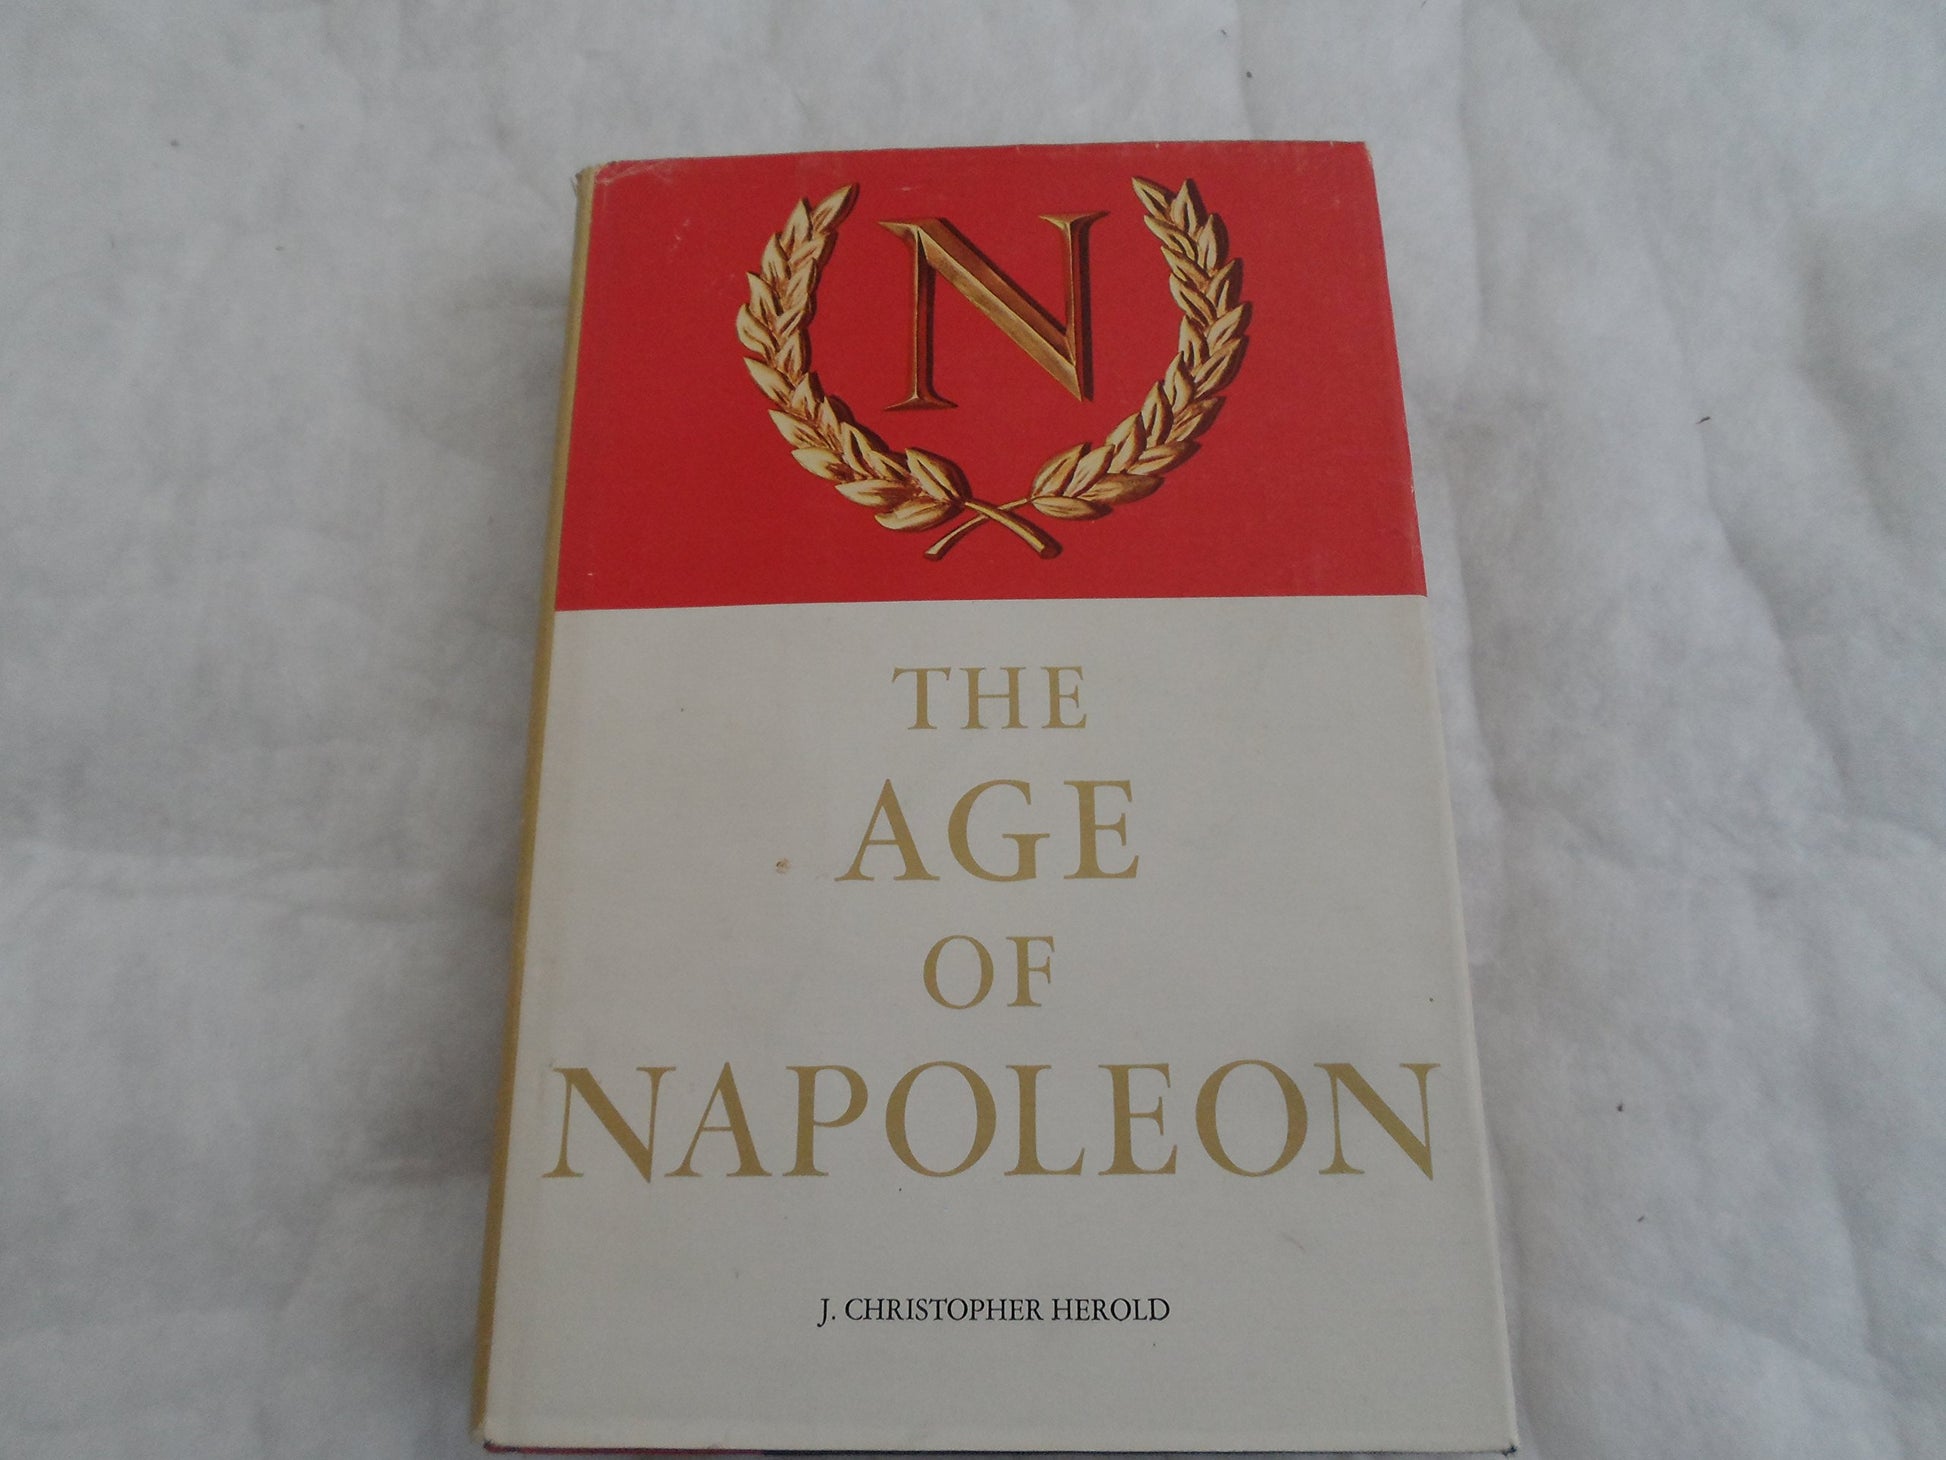 N
THE
AGE
OF
NAPOLEON
J. CHRISTOPHER HEROLD